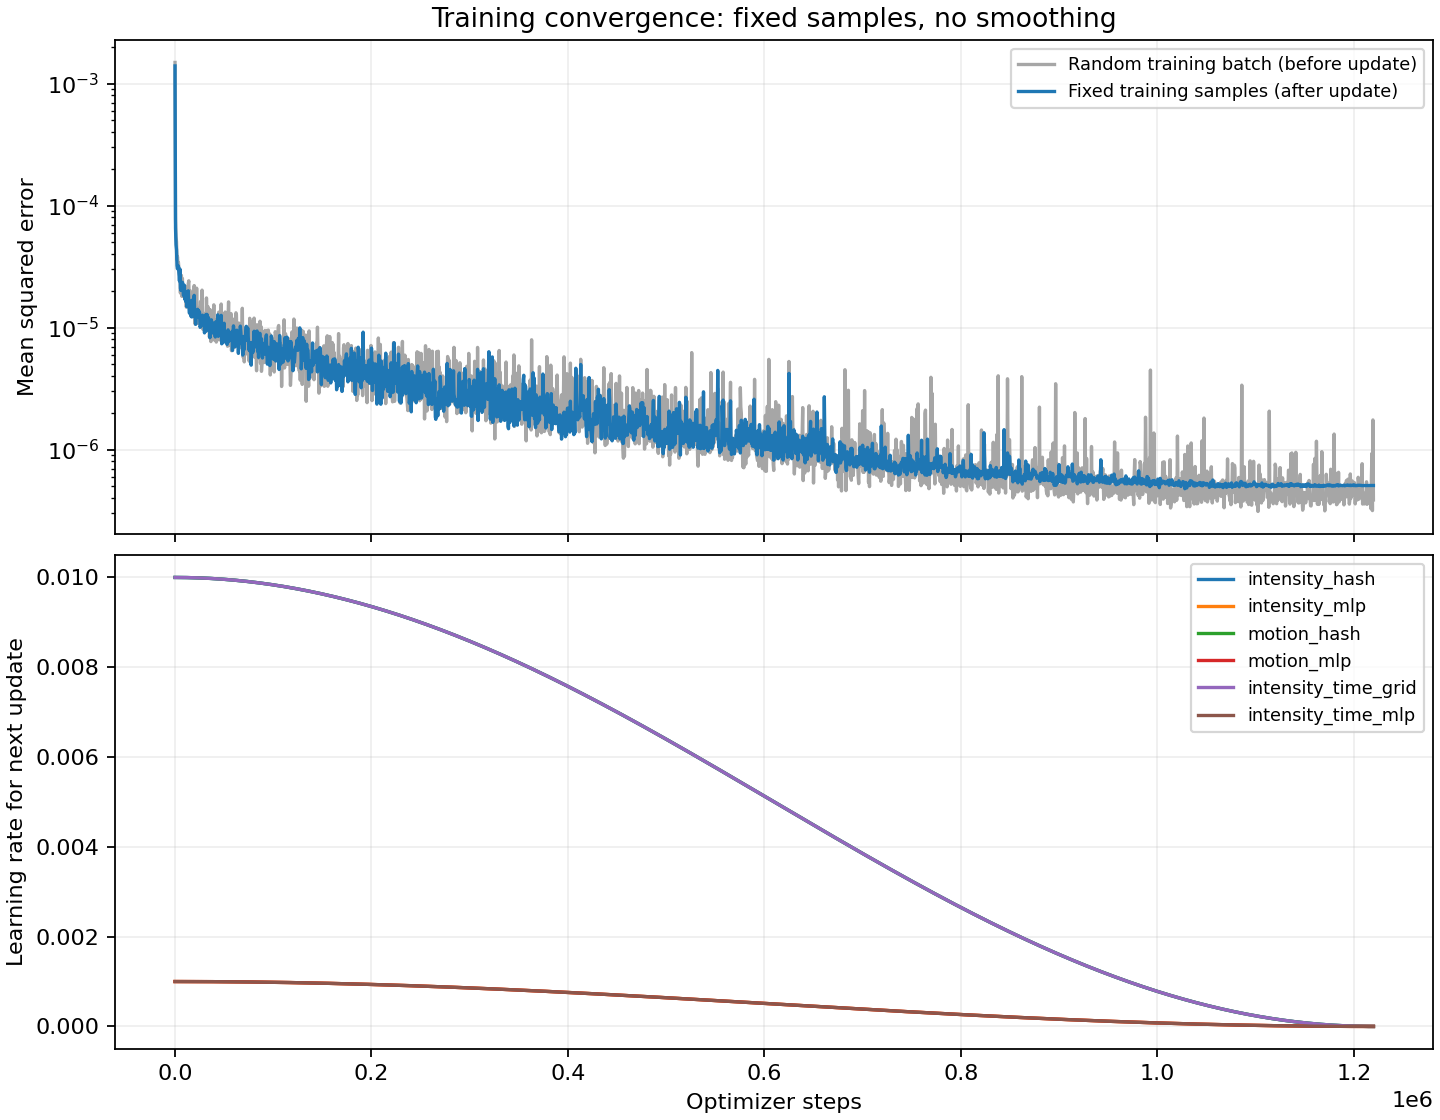 Training convergence: fixed samples, no smoothing
Mean squared error
10⁻³
10⁻⁴
10⁻⁵
10⁻⁶
Random training batch (before update)
Fixed training samples (after update)
Learning rate for next update
0.010
0.008
0.006
0.004
0.002
0.000
intensity_hash
intensity_mlp
motion_hash
motion_mlp
intensity_time_grid
intensity_time_mlp
0.0 0.2 0.4 0.6 0.8 1.0 1.2
1e6
Optimizer steps